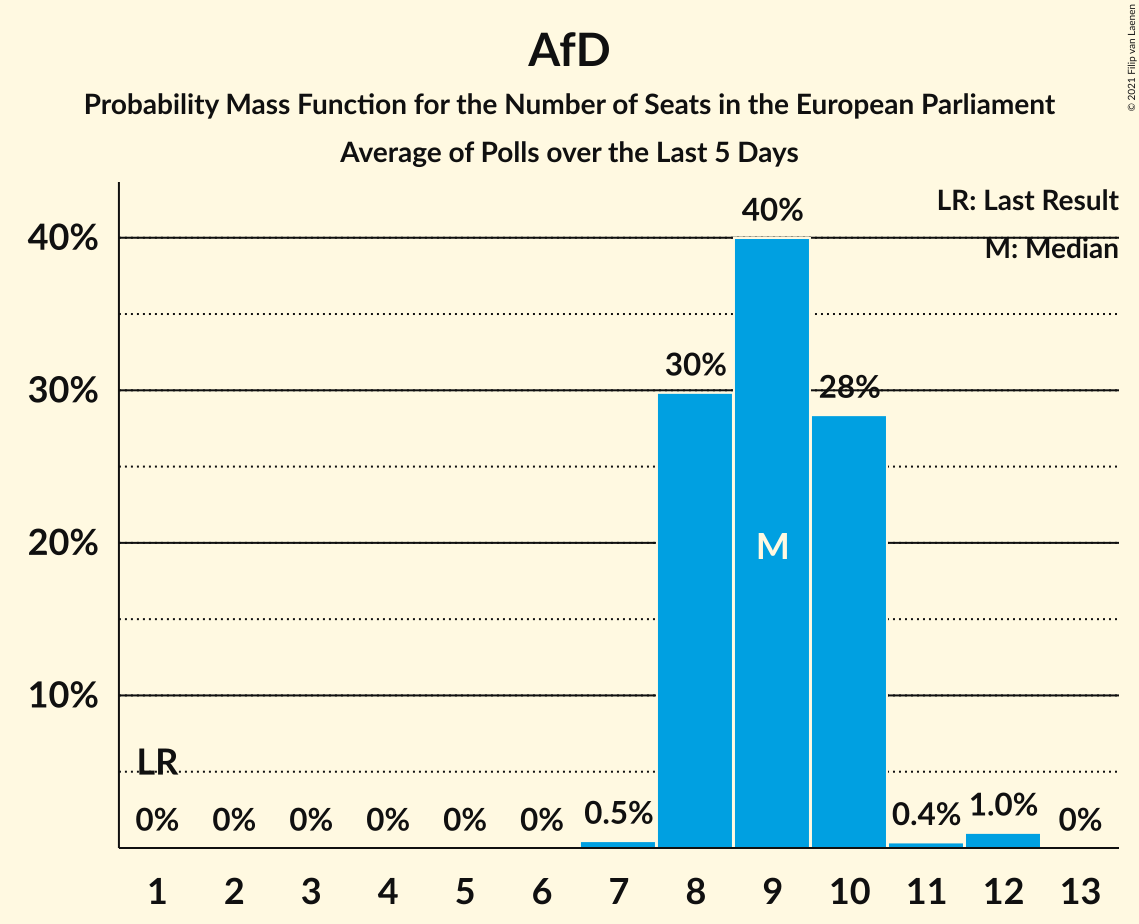 AfD
Probability Mass Function for the Number of Seats in the European Parliament
Average of Polls over the Last 5 Days
© 2021 Filip van Laenen
LR: Last Result
M: Median
40%
30%
20%
10%
LR
0%
0%
0%
0%
0%
0%
0.5%
30%
40%
28%
0.4%
1.0%
0%
M
1 2 3 4 5 6 7 8 9 10 11 12 13